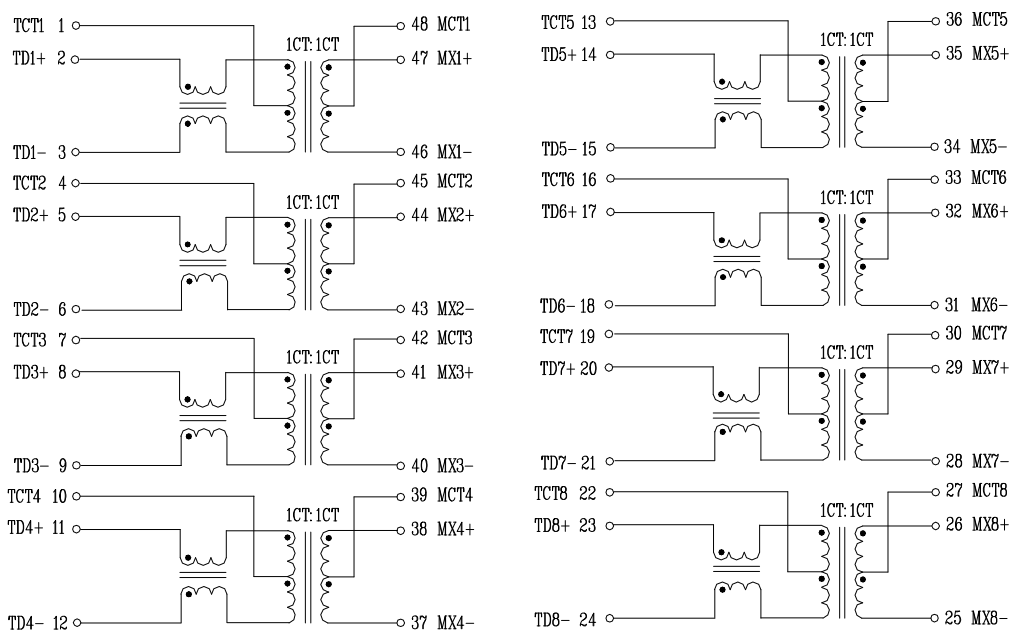 TCT1 1
1CT:1CT
48 MCT1
TD1+ 2
47 MX1+
TD1- 3
46 MX1-
TCT2 4
1CT:1CT
45 MCT2
TD2+ 5
44 MX2+
TD2- 6
43 MX2-
TCT3 7
1CT:1CT
42 MCT3
TD3+ 8
41 MX3+
TD3- 9
40 MX3-
TCT4 10
1CT:1CT
39 MCT4
TD4+ 11
38 MX4+
TD4- 12
37 MX4-
TCT5 13
1CT:1CT
36 MCT5
TD5+ 14
35 MX5+
TD5- 15
34 MX5-
TCT6 16
1CT:1CT
33 MCT6
TD6+ 17
32 MX6+
TD6- 18
31 MX6-
TCT7 19
1CT:1CT
30 MCT7
TD7+ 20
29 MX7+
TD7- 21
28 MX7-
TCT8 22
1CT:1CT
27 MCT8
TD8+ 23
26 MX8+
TD8- 24
25 MX8-